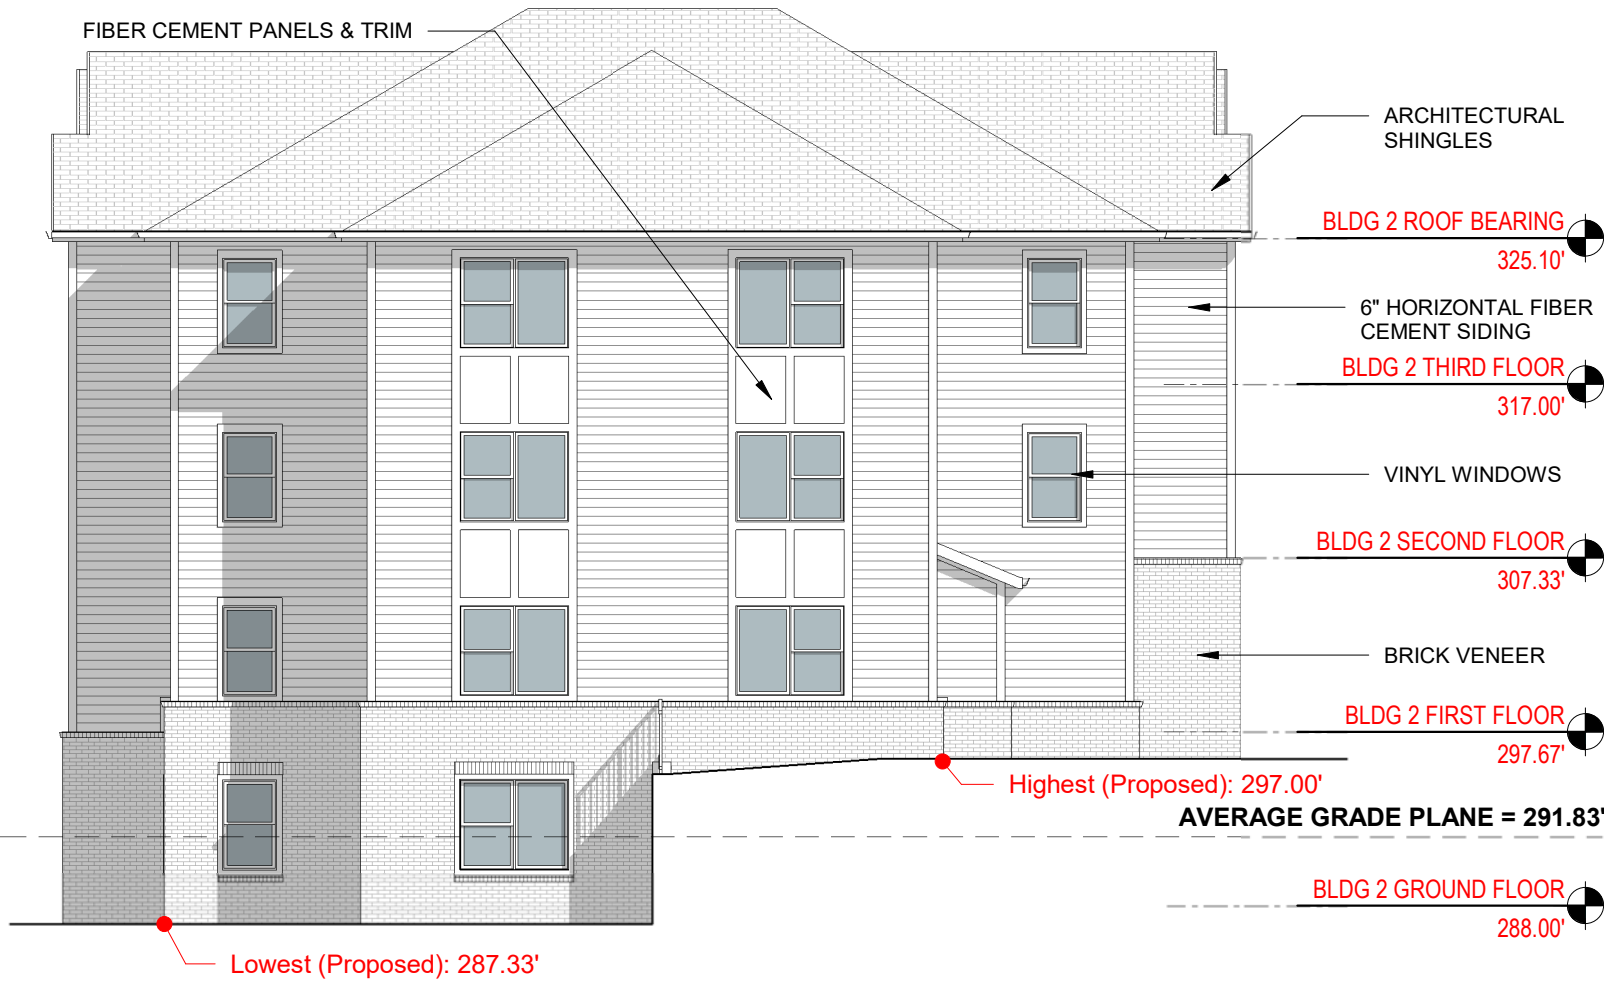 FIBER CEMENT PANELS & TRIM
ARCHITECTURAL
SHINGLES
BLDG 2 ROOF BEARING
325.10'
6" HORIZONTAL FIBER
CEMENT SIDING
BLDG 2 THIRD FLOOR
317.00'
VINYL WINDOWS
BLDG 2 SECOND FLOOR
307.33'
BRICK VENEER
BLDG 2 FIRST FLOOR
297.67'
Highest (Proposed): 297.00'
AVERAGE GRADE PLANE = 291.83'
BLDG 2 GROUND FLOOR
288.00'
Lowest (Proposed): 287.33'